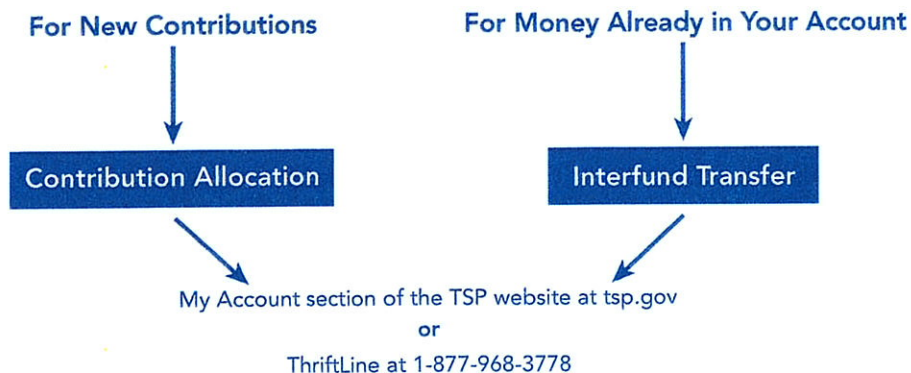 For New Contributions
For Money Already in Your Account
Contribution Allocation
Interfund Transfer
My Account section of the TSP website at tsp.gov
or
ThriftLine at 1-877-968-3778